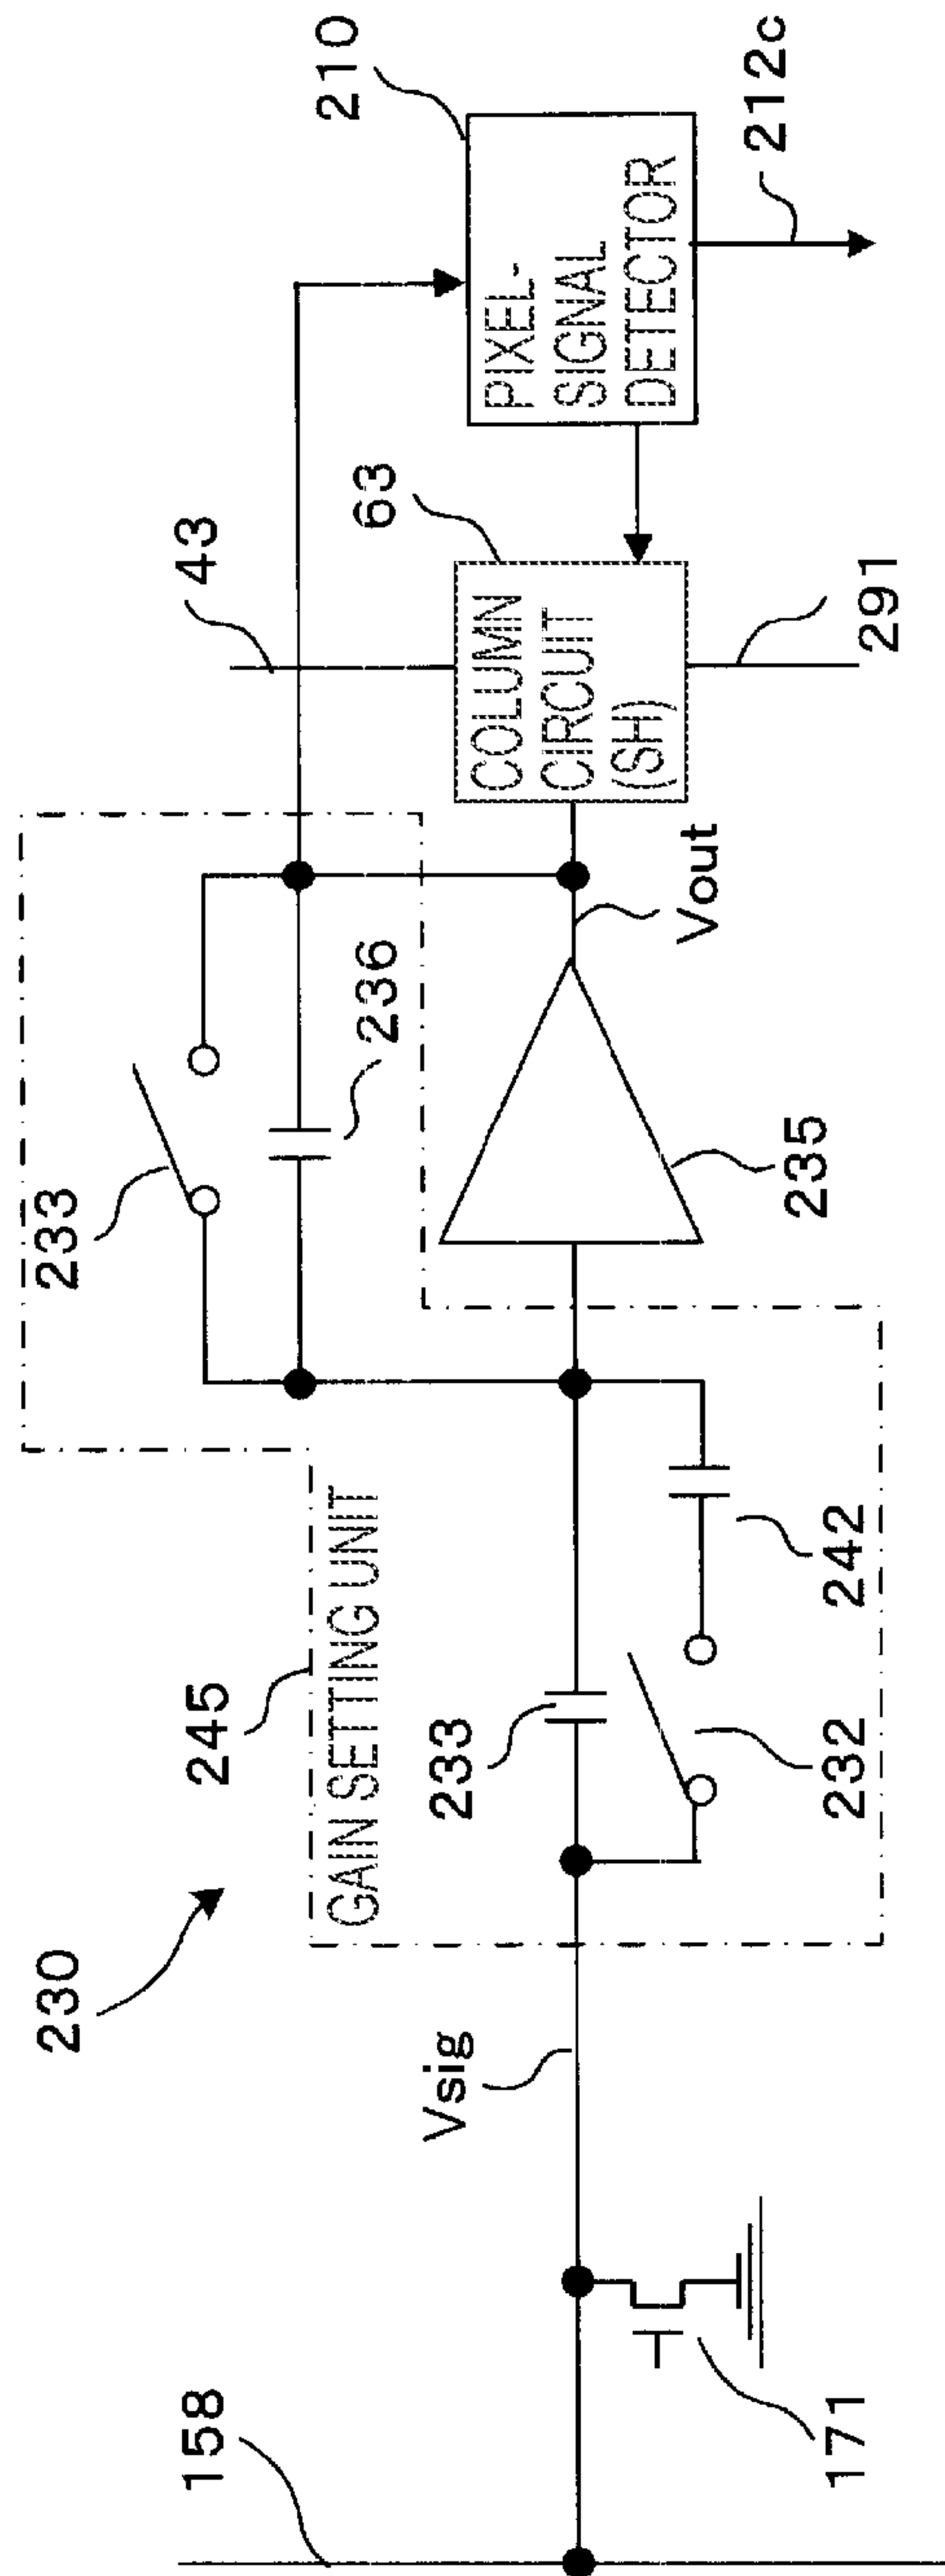 230
245
GAIN SETTING UNIT
233
236
43
63
210
158
Vsig
233
Vout
COLUMN
CIRCUIT
(SH)
PIXEL-
SIGNAL
DETECTOR
171
232
242
235
291
212c